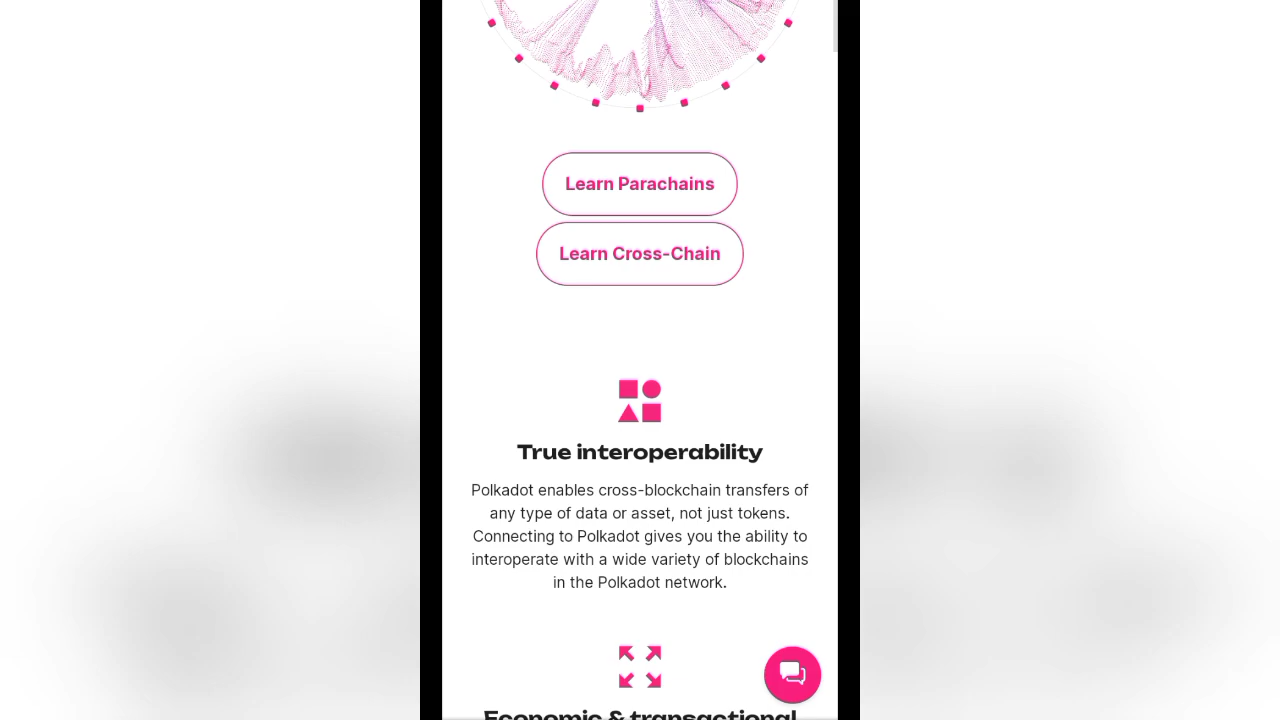 Learn Parachains
Learn Cross-Chain
True interoperability
Polkadot enables cross-blockchain transfers of
any type of data or asset, not just tokens.
Connecting to Polkadot gives you the ability to
interoperate with a wide variety of blockchains
in the Polkadot network.
Economic & transactional